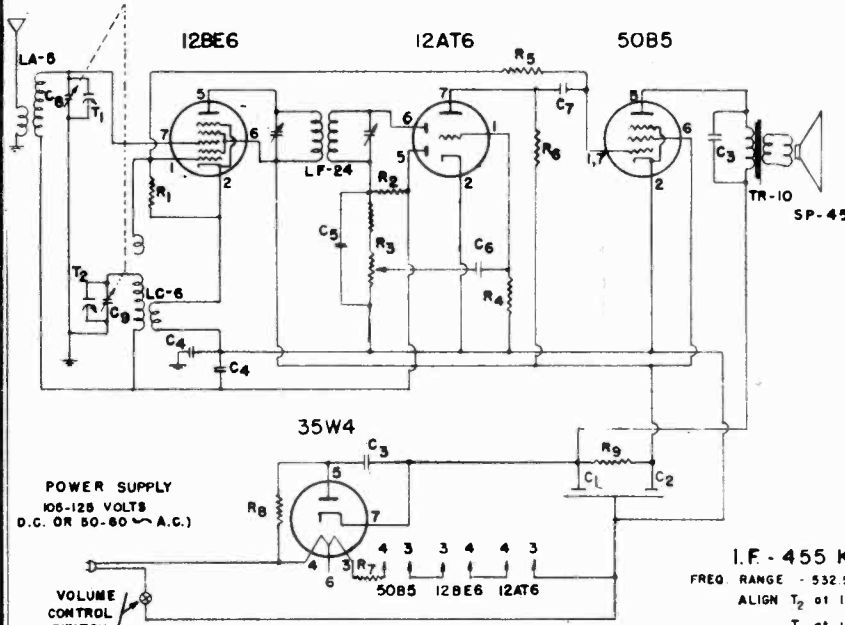 12BE6 12AT6 50B5
LA-5
C8
T1
5
7
1
6
2
R1
LF-24
R5
7
6
5
1
2
C7
R6
5
1,7
6
2
C3
TR-10
SP-45
R2
C5
R3
C6
R4
T2
C9
LC-6
C4
C4
35W4
C3
5
7
R8
4
6
3
R7
4 3 3 4 4 3
50B5 12BE6 12AT6
R9
C1
C2
POWER SUPPLY
105-125 VOLTS
D.C. OR 50-60 ~ A.C.)
VOLUME
CONTROL
I.F. - 455 K
FREQ. RANGE - 532.5
ALIGN T2 at 1